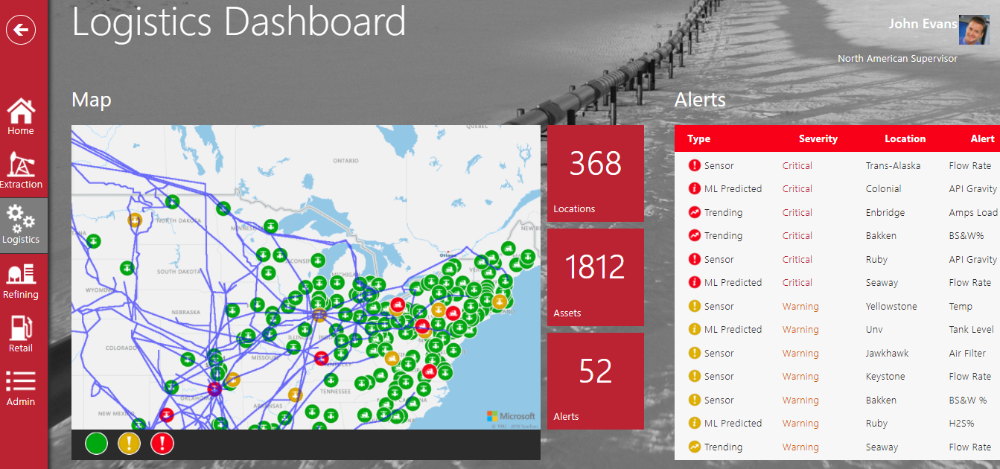 Logistics Dashboard
John Evans
North American Supervisor
Home
Extraction
Logistics
Refining
Retail
Admin
Map
QUEBEC
ONTARIO
NORTH DAKOTA
Ottawa
SOUTH DAKOTA
MICHIGAN
WYOMING
NEBRASKA
COLORADO
MISSOURI
KENTUCKY
TENNESSEE
OKLAHOMA
ARKANSAS
NEW MEXICO
Microsoft
368
Locations
1812
Assets
52
Alerts
Alerts
Type Severity Location Alert
Sensor Critical Trans-Alaska Flow Rate
ML Predicted Critical Colonial API Gravity
Trending Critical Enbridge Amps Load
Trending Critical Bakken BS&W%
Sensor Critical Ruby API Gravity
ML Predicted Critical Seaway Flow Rate
Sensor Warning Yellowstone Temp
ML Predicted Warning Unv Tank Level
Sensor Warning Jawkhawk Air Filter
Sensor Warning Keystone Flow Rate
Sensor Warning Bakken BS&W %
ML Predicted Warning Ruby H2S%
Trending Warning Seaway Flow Rate